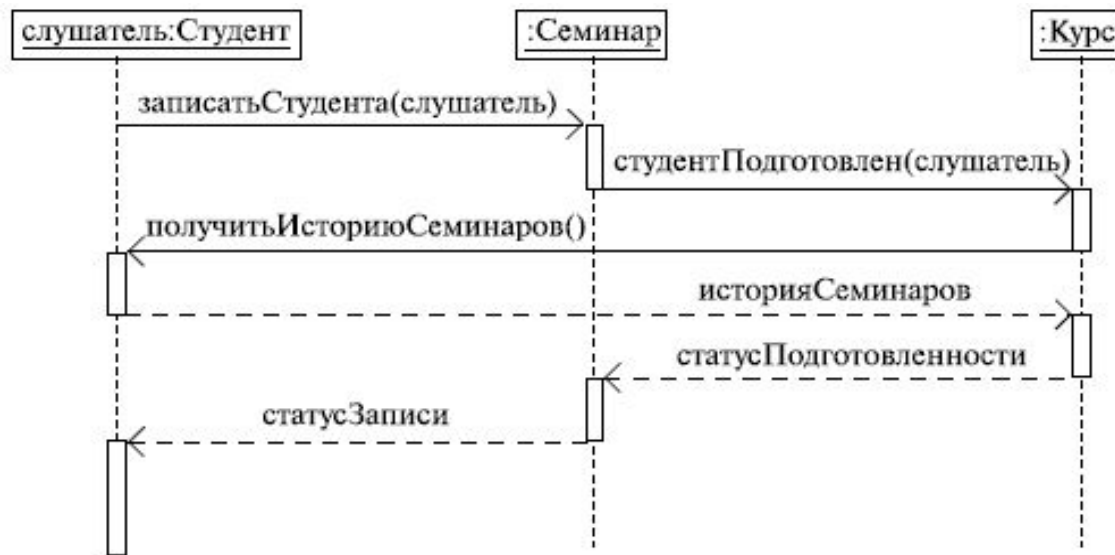 слушатель:Студент
:Семинар
:Курс
записатьСтудента(слушатель)
студентПодготовлен(слушатель)
получитьИсториюСеминаров()
историяСеминаров
статусПодготовленности
статусЗаписи